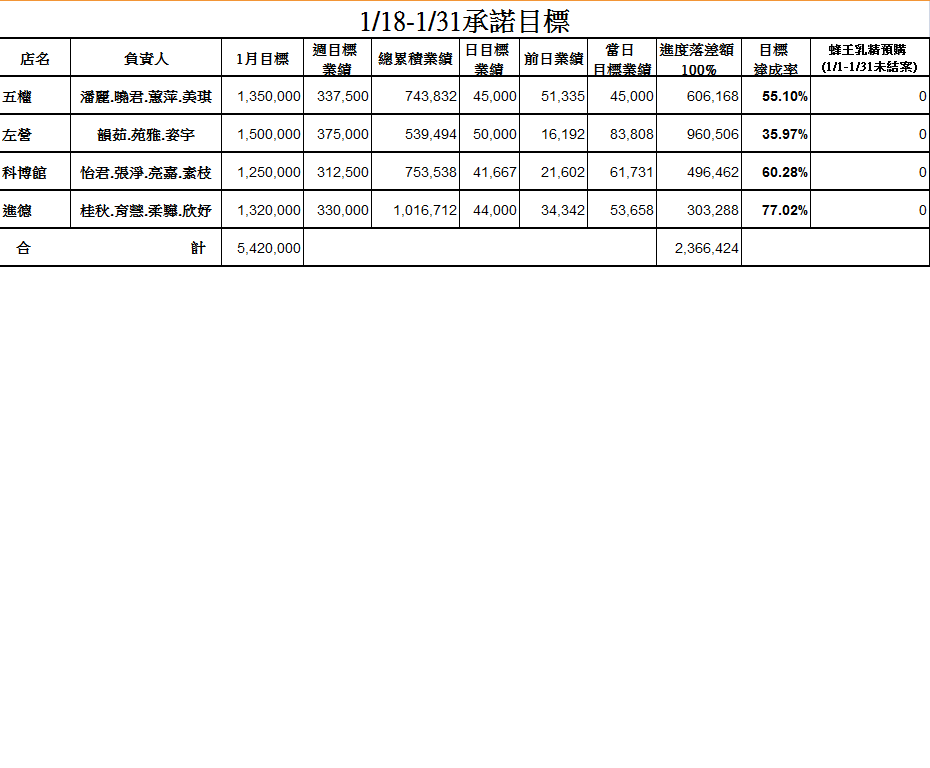 1/18-1/31承諾目標
店名 負責人 1月目標 週目標業績 總累積業績 日目標業績 前日業績 當日目標業績 進度落差額100% 目標達成率 蜂王乳精預購(1/1-1/31未結案)
五權 潘麗.曉君.蕙萍.美琪 1,350,000 337,500 743,832 45,000 51,335 45,000 606,168 55.10% 0
左營 韻茹.苑雅.姿宇 1,500,000 375,000 539,494 50,000 16,192 83,808 960,506 35.97% 0
科博館 怡君.張淨.亮嘉.素枝 1,250,000 312,500 753,538 41,667 21,602 61,731 496,462 60.28% 0
進德 桂秋.育慧.柔驊.欣妤 1,320,000 330,000 1,016,712 44,000 34,342 53,658 303,288 77.02% 0
合計 5,420,000 2,366,424